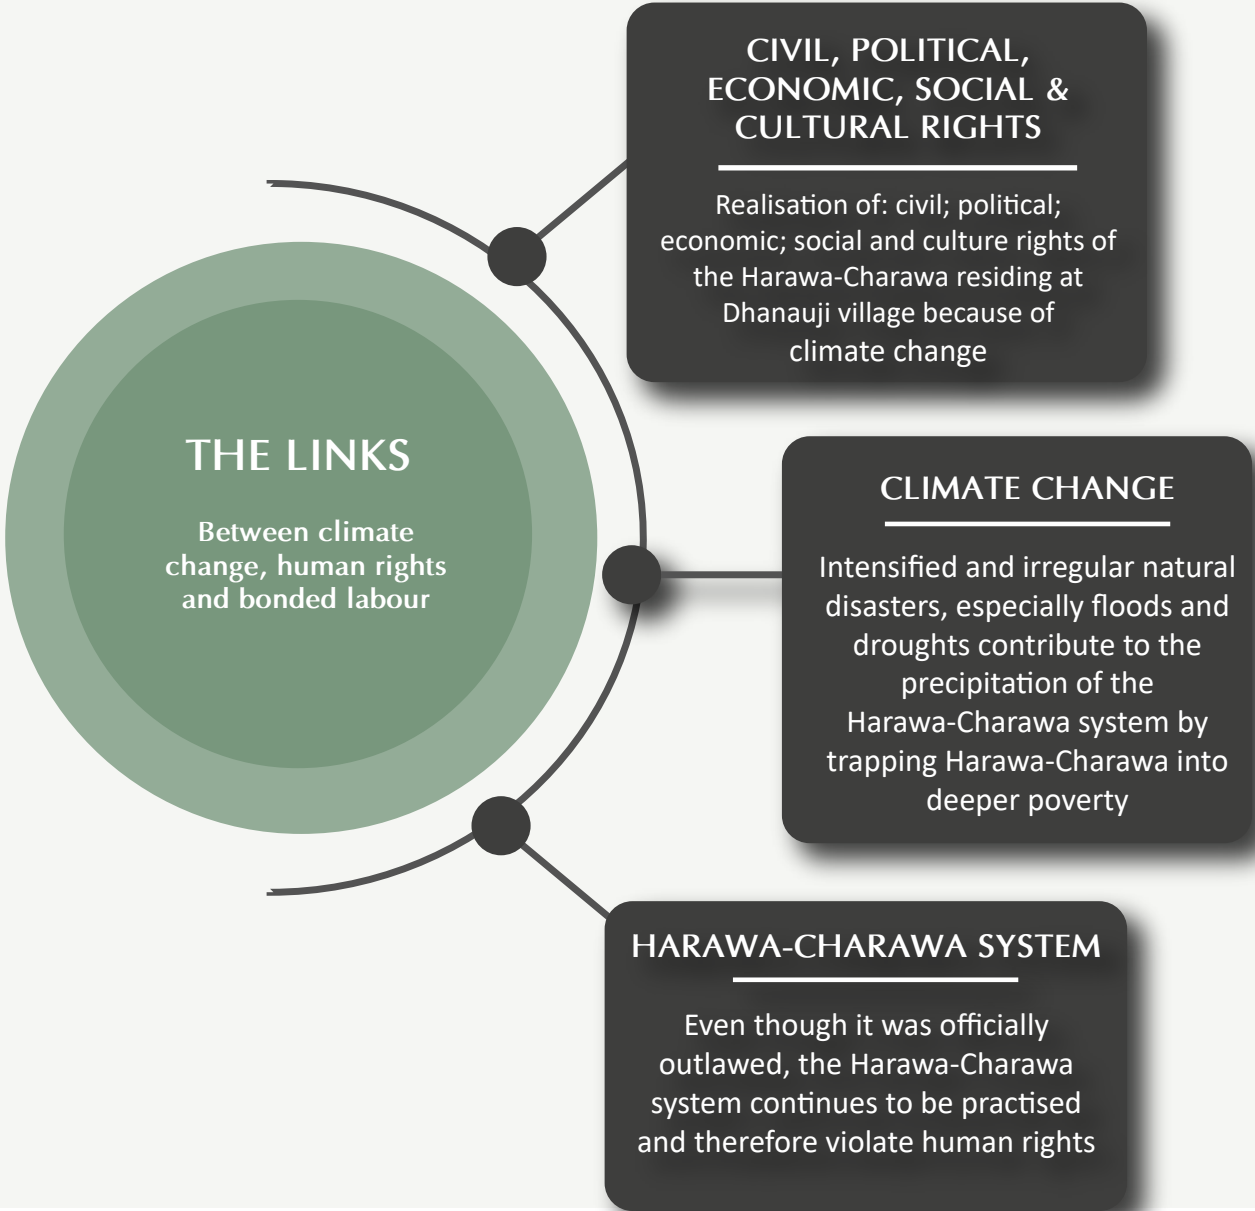 CIVIL, POLITICAL,
ECONOMIC, SOCIAL &
CULTURAL RIGHTS
Realisation of: civil; political;
economic; social and culture rights of
the Harawa-Charawa residing at
Dhanauji village because of
climate change
THE LINKS
Between climate
change, human rights
and bonded labour
CLIMATE CHANGE
Intensified and irregular natural
disasters, especially floods and
droughts contribute to the
precipitation of the
Harawa-Charawa system by
trapping Harawa-Charawa into
deeper poverty
HARAWA-CHARAWA SYSTEM
Even though it was officially
outlawed, the Harawa-Charawa
system continues to be practised
and therefore violate human rights